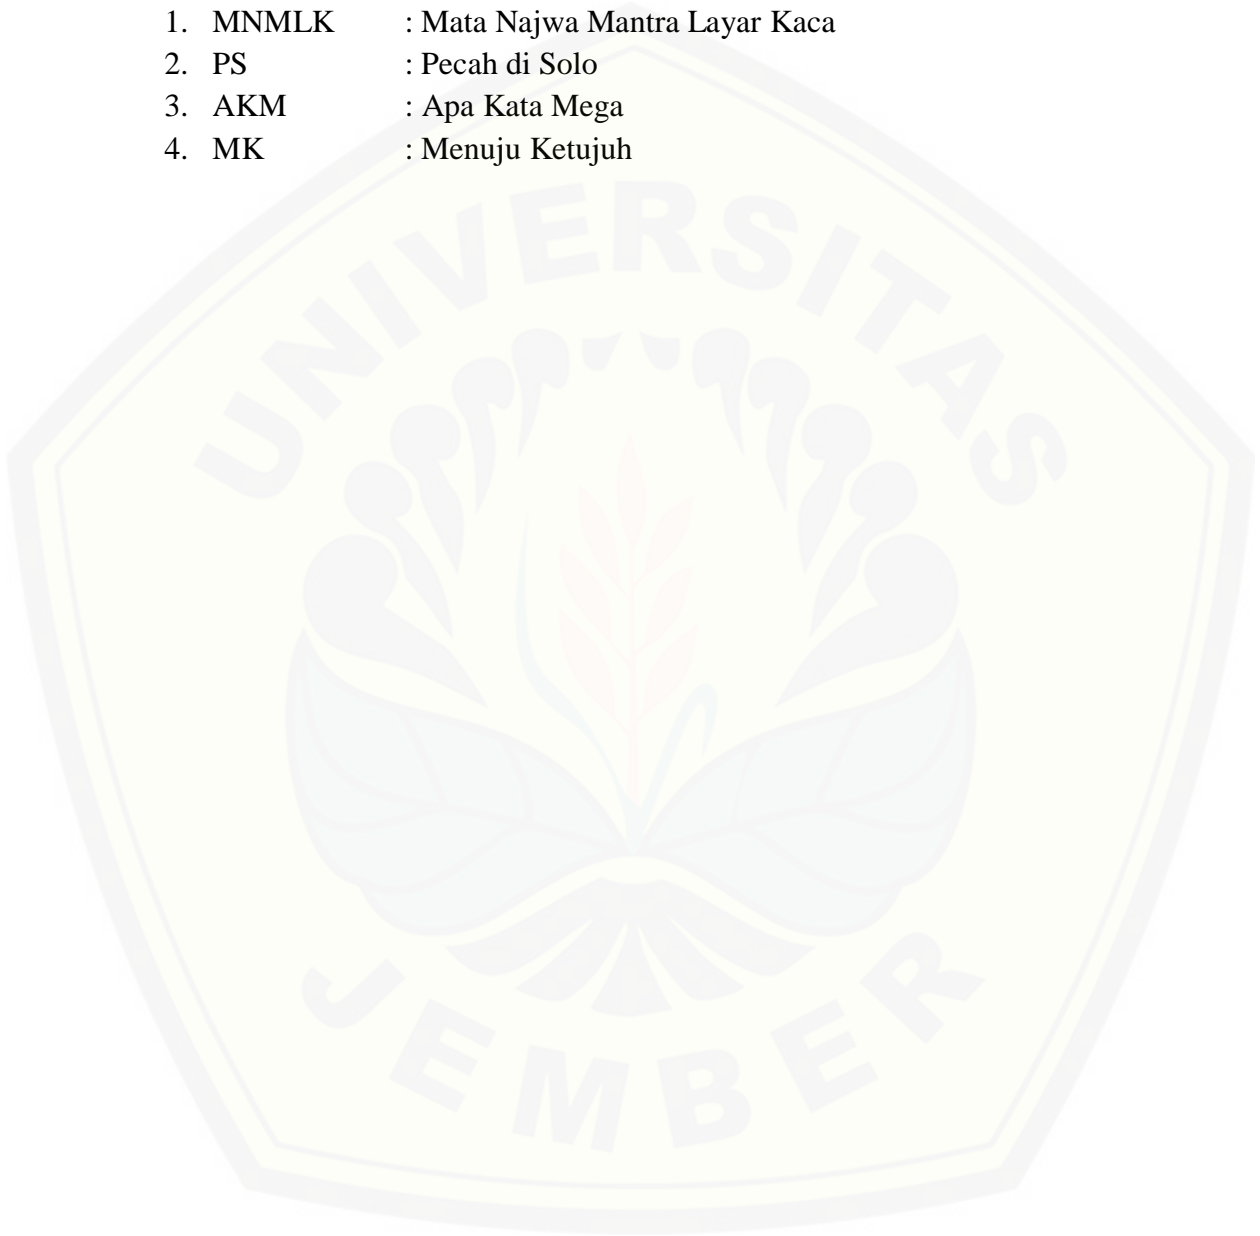 1. MNMLK : Mata Najwa Mantra Layar Kaca
2. PS : Pecah di Solo
3. AKM : Apa Kata Mega
4. MK : Menuju Ketujuh
UNIVERSITAS
JEMBER